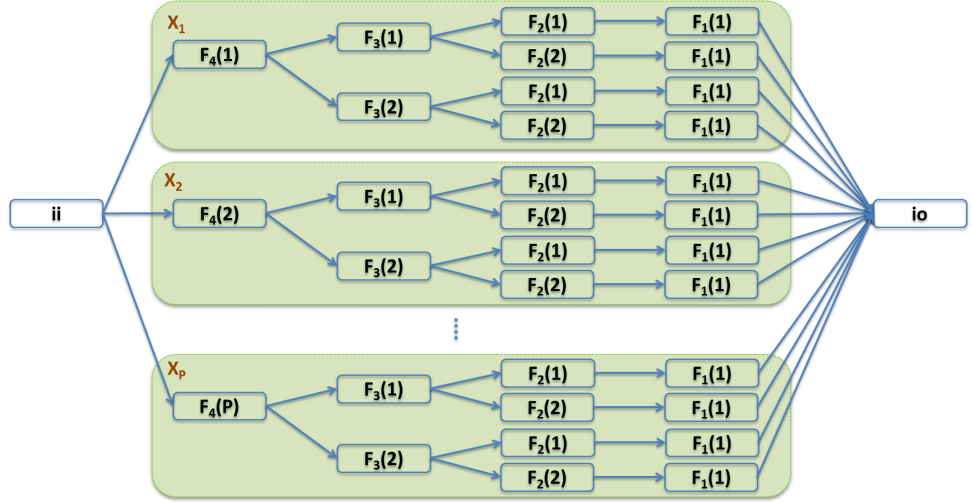 X₁
F₂(1) F₁(1)
F₃(1)
F₄(1)
F₂(2) F₁(1)
F₂(1) F₁(1)
F₃(2)
F₂(2) F₁(1)
X₂
F₂(1) F₁(1)
F₃(1)
ii F₄(2) F₂(2) F₁(1) io
F₂(1) F₁(1)
F₃(2)
F₂(2) F₁(1)
Xₚ
F₂(1) F₁(1)
F₃(1)
F₄(P) F₂(2) F₁(1)
F₂(1) F₁(1)
F₃(2)
F₂(2) F₁(1)